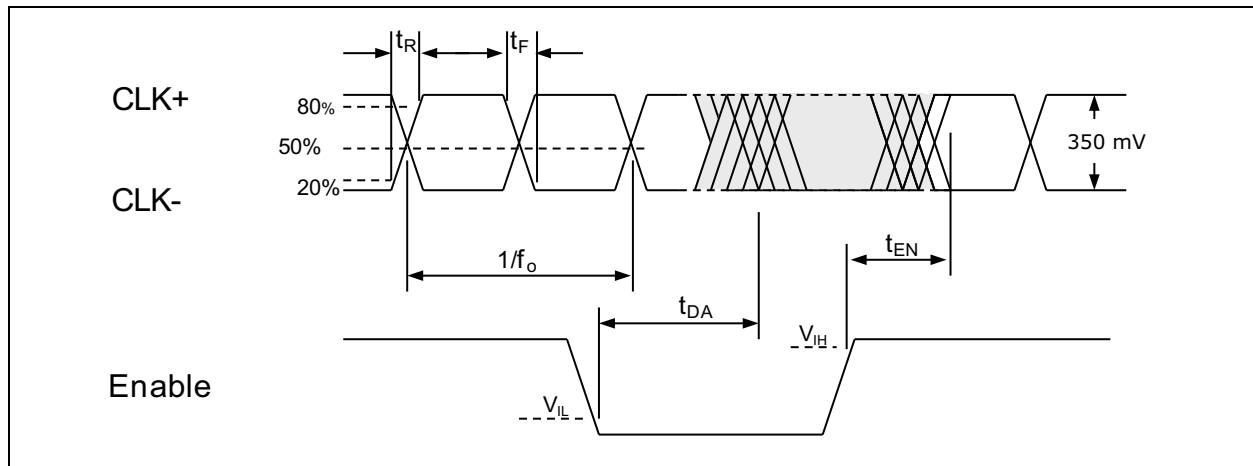 tR
tF
CLK+
80%
50%
350 mV
20%
CLK-
tEN
1/fo
tDA
VIH
Enable
VIL